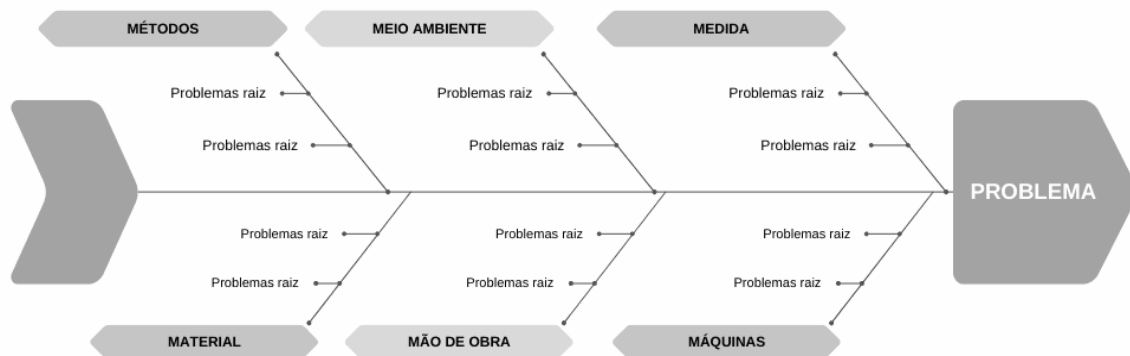 MÉTODOS
MEIO AMBIENTE
MEDIDA
Problemas raiz
Problemas raiz
Problemas raiz
Problemas raiz
Problemas raiz
Problemas raiz
PROBLEMA
Problemas raiz
Problemas raiz
Problemas raiz
Problemas raiz
Problemas raiz
Problemas raiz
MATERIAL
MÃO DE OBRA
MÁQUINAS